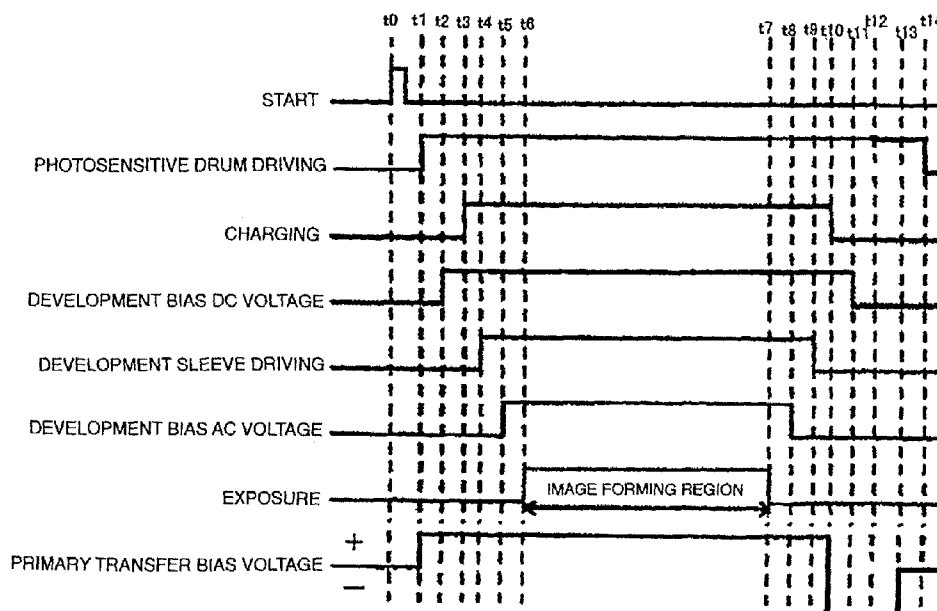 t0 t1 t2 t3 t4 t5 t6 t7 t8 t9 t10 t11 t12 t13 t14
START
PHOTOSENSITIVE DRUM DRIVING
CHARGING
DEVELOPMENT BIAS DC VOLTAGE
DEVELOPMENT SLEEVE DRIVING
DEVELOPMENT BIAS AC VOLTAGE
EXPOSURE IMAGE FORMING REGION
+
PRIMARY TRANSFER BIAS VOLTAGE
−